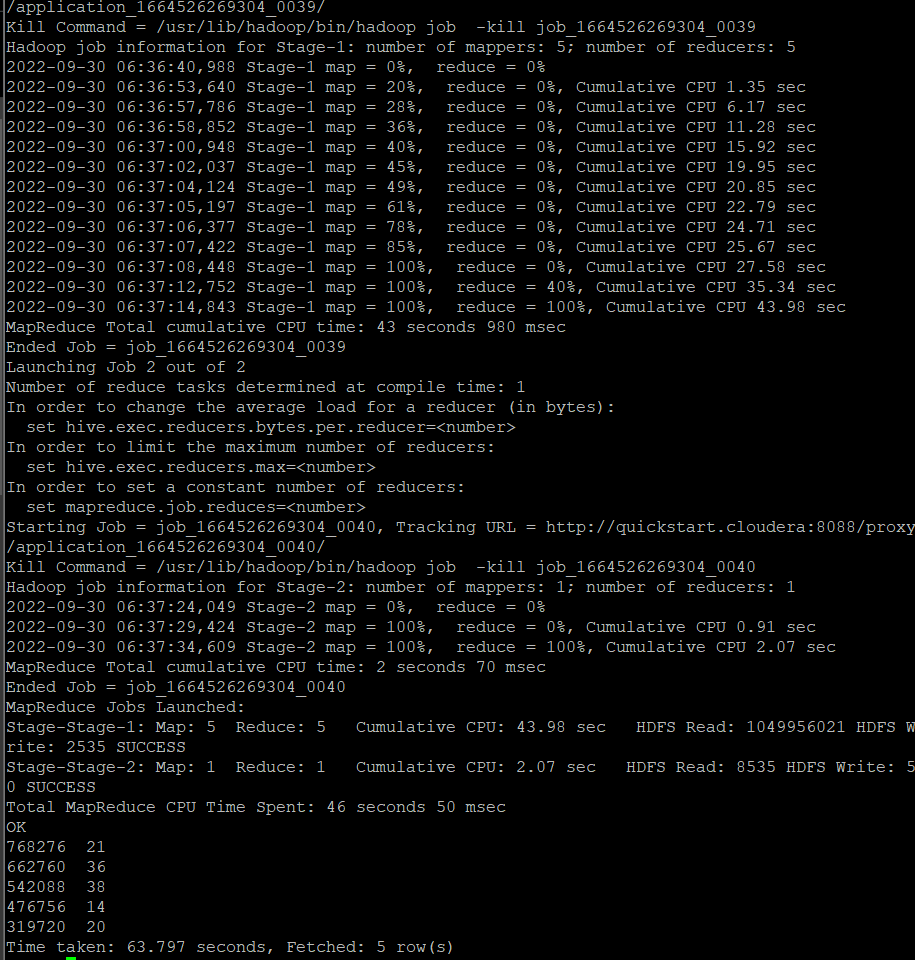 /application_1664526269304_0039/
Kill Command = /usr/lib/hadoop/bin/hadoop job  -kill job_1664526269304_0039
Hadoop job information for Stage-1: number of mappers: 5; number of reducers: 5
2022-09-30 06:36:40,988 Stage-1 map = 0%,  reduce = 0%
2022-09-30 06:36:53,640 Stage-1 map = 20%,  reduce = 0%, Cumulative CPU 1.35 sec
2022-09-30 06:36:57,786 Stage-1 map = 28%,  reduce = 0%, Cumulative CPU 6.17 sec
2022-09-30 06:36:58,852 Stage-1 map = 36%,  reduce = 0%, Cumulative CPU 11.28 sec
2022-09-30 06:37:00,948 Stage-1 map = 40%,  reduce = 0%, Cumulative CPU 15.92 sec
2022-09-30 06:37:02,037 Stage-1 map = 45%,  reduce = 0%, Cumulative CPU 19.95 sec
2022-09-30 06:37:04,124 Stage-1 map = 49%,  reduce = 0%, Cumulative CPU 20.85 sec
2022-09-30 06:37:05,197 Stage-1 map = 61%,  reduce = 0%, Cumulative CPU 22.79 sec
2022-09-30 06:37:06,377 Stage-1 map = 78%,  reduce = 0%, Cumulative CPU 24.71 sec
2022-09-30 06:37:07,422 Stage-1 map = 85%,  reduce = 0%, Cumulative CPU 25.67 sec
2022-09-30 06:37:08,448 Stage-1 map = 100%,  reduce = 0%, Cumulative CPU 27.58 sec
2022-09-30 06:37:12,752 Stage-1 map = 100%,  reduce = 40%, Cumulative CPU 35.34 sec
2022-09-30 06:37:14,843 Stage-1 map = 100%,  reduce = 100%, Cumulative CPU 43.98 sec
MapReduce Total cumulative CPU time: 43 seconds 980 msec
Ended Job = job_1664526269304_0039
Launching Job 2 out of 2
Number of reduce tasks determined at compile time: 1
In order to change the average load for a reducer (in bytes):
  set hive.exec.reducers.bytes.per.reducer=<number>
In order to limit the maximum number of reducers:
  set hive.exec.reducers.max=<number>
In order to set a constant number of reducers:
  set mapreduce.job.reduces=<number>
Starting Job = job_1664526269304_0040, Tracking URL = http://quickstart.cloudera:8088/proxy
/application_1664526269304_0040/
Kill Command = /usr/lib/hadoop/bin/hadoop job  -kill job_1664526269304_0040
Hadoop job information for Stage-2: number of mappers: 1; number of reducers: 1
2022-09-30 06:37:24,049 Stage-2 map = 0%,  reduce = 0%
2022-09-30 06:37:29,424 Stage-2 map = 100%,  reduce = 0%, Cumulative CPU 0.91 sec
2022-09-30 06:37:34,609 Stage-2 map = 100%,  reduce = 100%, Cumulative CPU 2.07 sec
MapReduce Total cumulative CPU time: 2 seconds 70 msec
Ended Job = job_1664526269304_0040
MapReduce Jobs Launched:
Stage-Stage-1: Map: 5  Reduce: 5   Cumulative CPU: 43.98 sec   HDFS Read: 1049956021 HDFS W
rite: 2535 SUCCESS
Stage-Stage-2: Map: 1  Reduce: 1   Cumulative CPU: 2.07 sec   HDFS Read: 8535 HDFS Write: 5
0 SUCCESS
Total MapReduce CPU Time Spent: 46 seconds 50 msec
OK
768276  21
662760  36
542088  38
476756  14
319720  20
Time taken: 63.797 seconds, Fetched: 5 row(s)